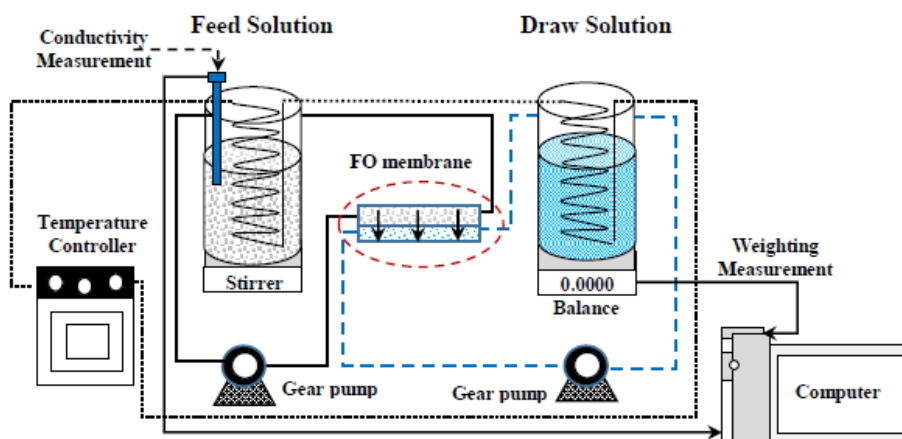 Feed Solution
Draw Solution
Conductivity
Measurement
FO membrane
Temperature
Controller
Weighting
Measurement
Stirrer
0.0000
Balance
Gear pump
Gear pump
Computer